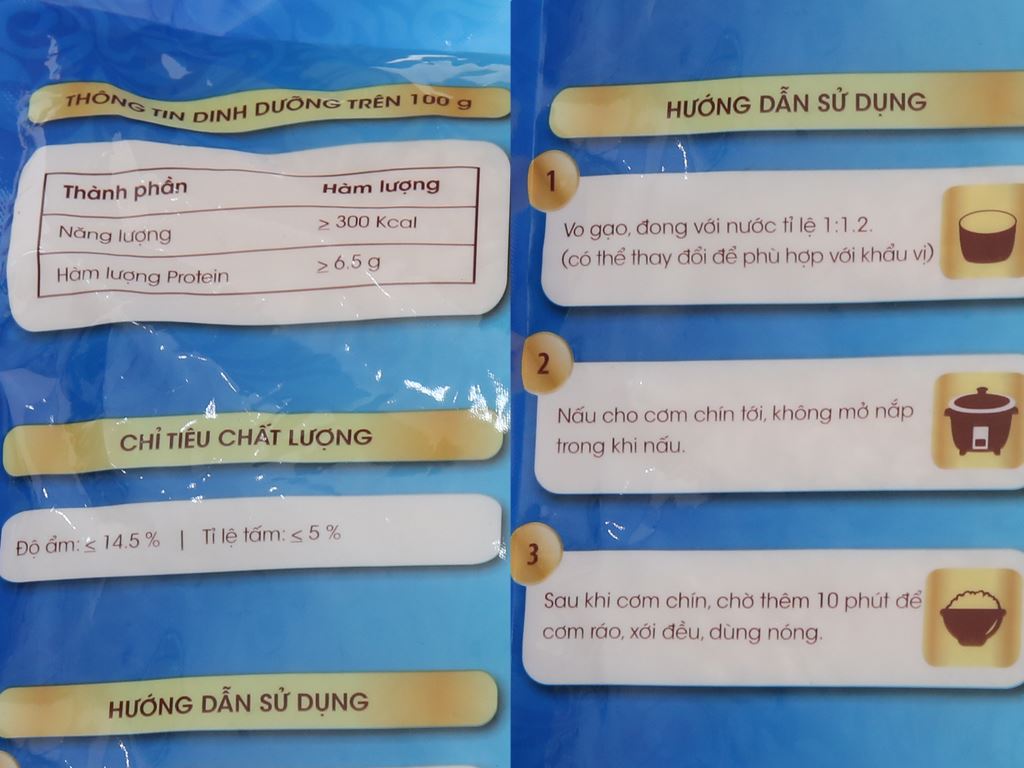 THÔNG TIN DINH DƯỠNG TRÊN 100 g
Thành phần Hàm lượng
Năng lượng ≥ 300 Kcal
Hàm lượng Protein ≥ 6.5 g
CHỈ TIÊU CHẤT LƯỢNG
Độ ẩm: ≤ 14.5 % | Tỉ lệ tấm: ≤ 5 %
HƯỚNG DẪN SỬ DỤNG
HƯỚNG DẪN SỬ DỤNG
1
Vo gạo, đong với nước tỉ lệ 1:1.2.
(có thể thay đổi để phù hợp với khẩu vị)
2
Nấu cho cơm chín tới, không mở nắp
trong khi nấu.
3
Sau khi cơm chín, chờ thêm 10 phút để
cơm ráo, xới đều, dùng nóng.